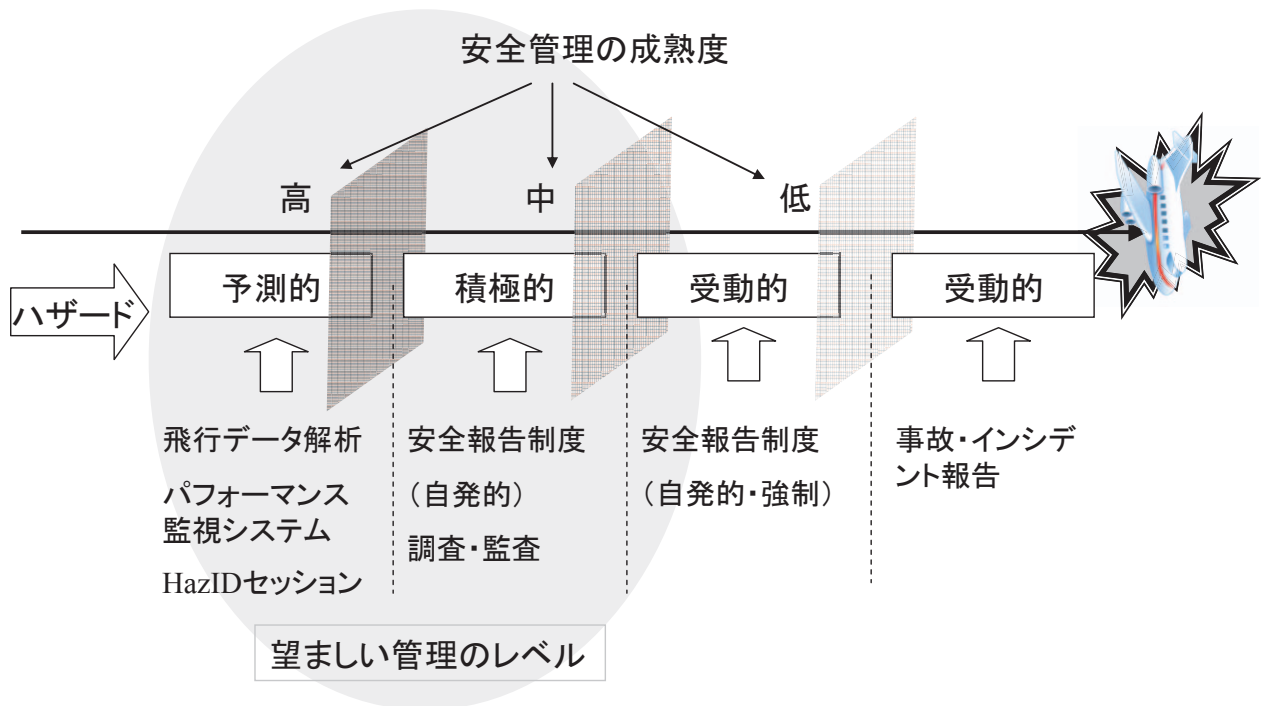 安全管理の成熟度
高
中
低
ハザード
予測的
積極的
受動的
受動的
飛行データ解析
パフォーマンス
監視システム
HazIDセッション
安全報告制度
（自発的）
調査・監査
安全報告制度
（自発的・強制）
事故・インシデ
ント報告
望ましい管理のレベル